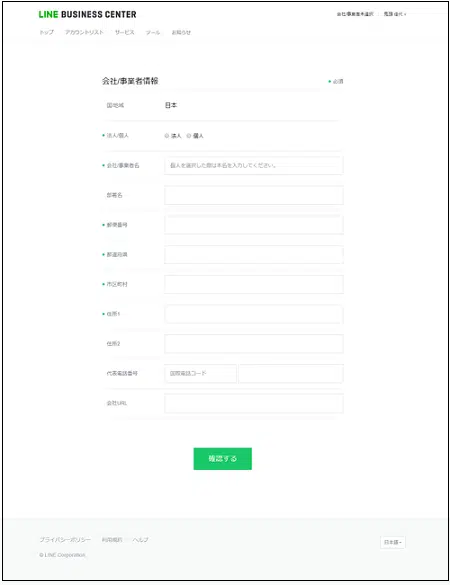 LINE BUSINESS CENTER
会社/事業者未選択
トップ アカウントリスト サービス ツール お知らせ
会社/事業者情報 必須
国地域 日本
法人/個人 法人 個人
会社/事業者名 個人を選択した際は本名を入力してください。
部署名
郵便番号
都道府県
市区町村
住所1
住所2
代表電話番号 国際電話コード
会社URL
確認する
プライバシーポリシー 利用規約 ヘルプ
日本語
© LINE Corporation